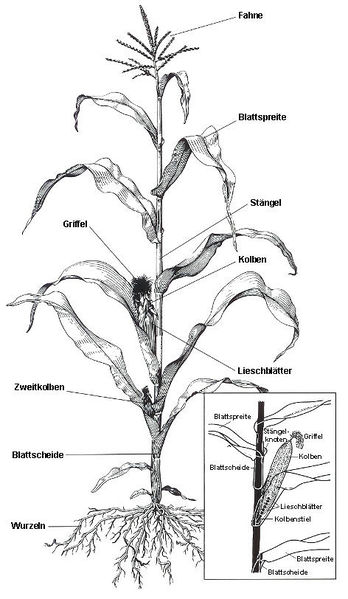 Fahne
Blattspreite
Stängel
Griffel
Kolben
Lieschblätter
Zweitkolben
Blattscheide
Wurzeln
Blattspreite
Stängel-
knoten
Griffel
Kolben
Blattscheide
Lieschblätter
Kolbenstiel
Blattspreite
Blattscheide